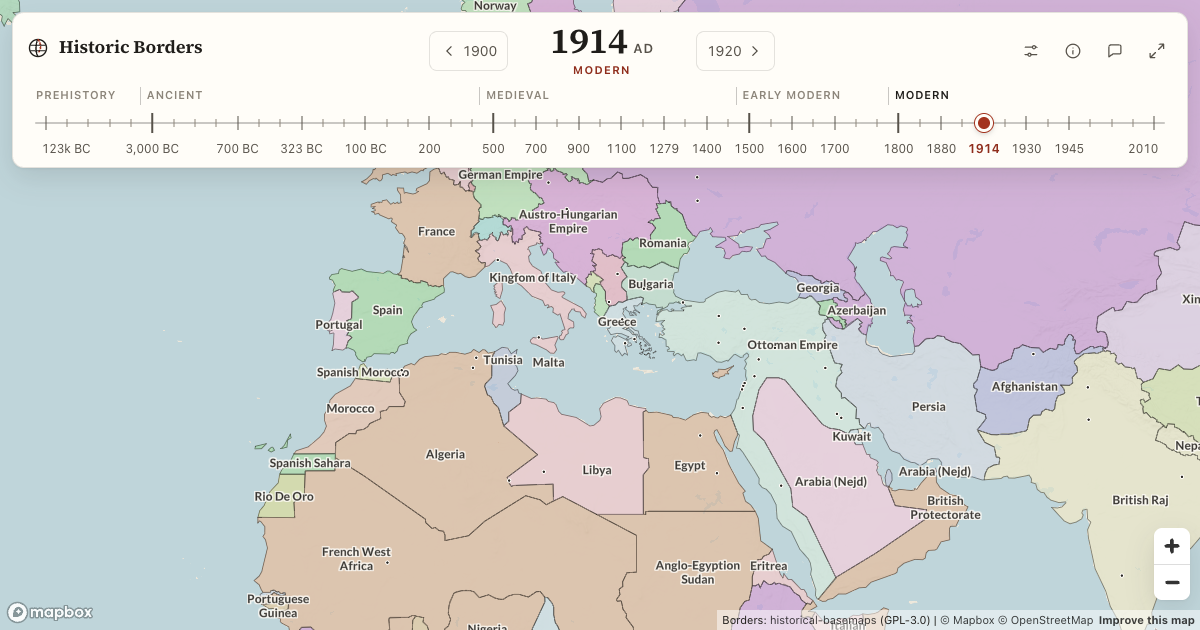 Norway
Historic Borders
1900
1914 AD
1920
MODERN
PREHISTORY
ANCIENT
MEDIEVAL
EARLY MODERN
MODERN
123k BC
3,000 BC
700 BC
323 BC
100 BC
200
500
700
900
1100
1279
1400
1500
1600
1700
1800
1880
1914
1930
1945
2010
German Empire
Austro-Hungarian
Empire
France
Romania
Kingfom of Italy
Bulgaria
Georgia
Xin
Spain
Azerbaijan
Portugal
Greece
Ottoman Empire
Tunisia
Malta
Spanish Morocco
Afghanistan
Morocco
Persia
Kuwait
Nepa
Algeria
Spanish Sahara
Libya
Egypt
Arabia (Nejd)
Arabia (Nejd)
Rio De Oro
British
Protectorate
British Raj
French West
Africa
Anglo-Egyption
Sudan
Eritrea
Portuguese
Guinea
Nigeria
Italian
mapbox
Borders: historical-basemaps (GPL-3.0) | © Mapbox © OpenStreetMap Improve this map